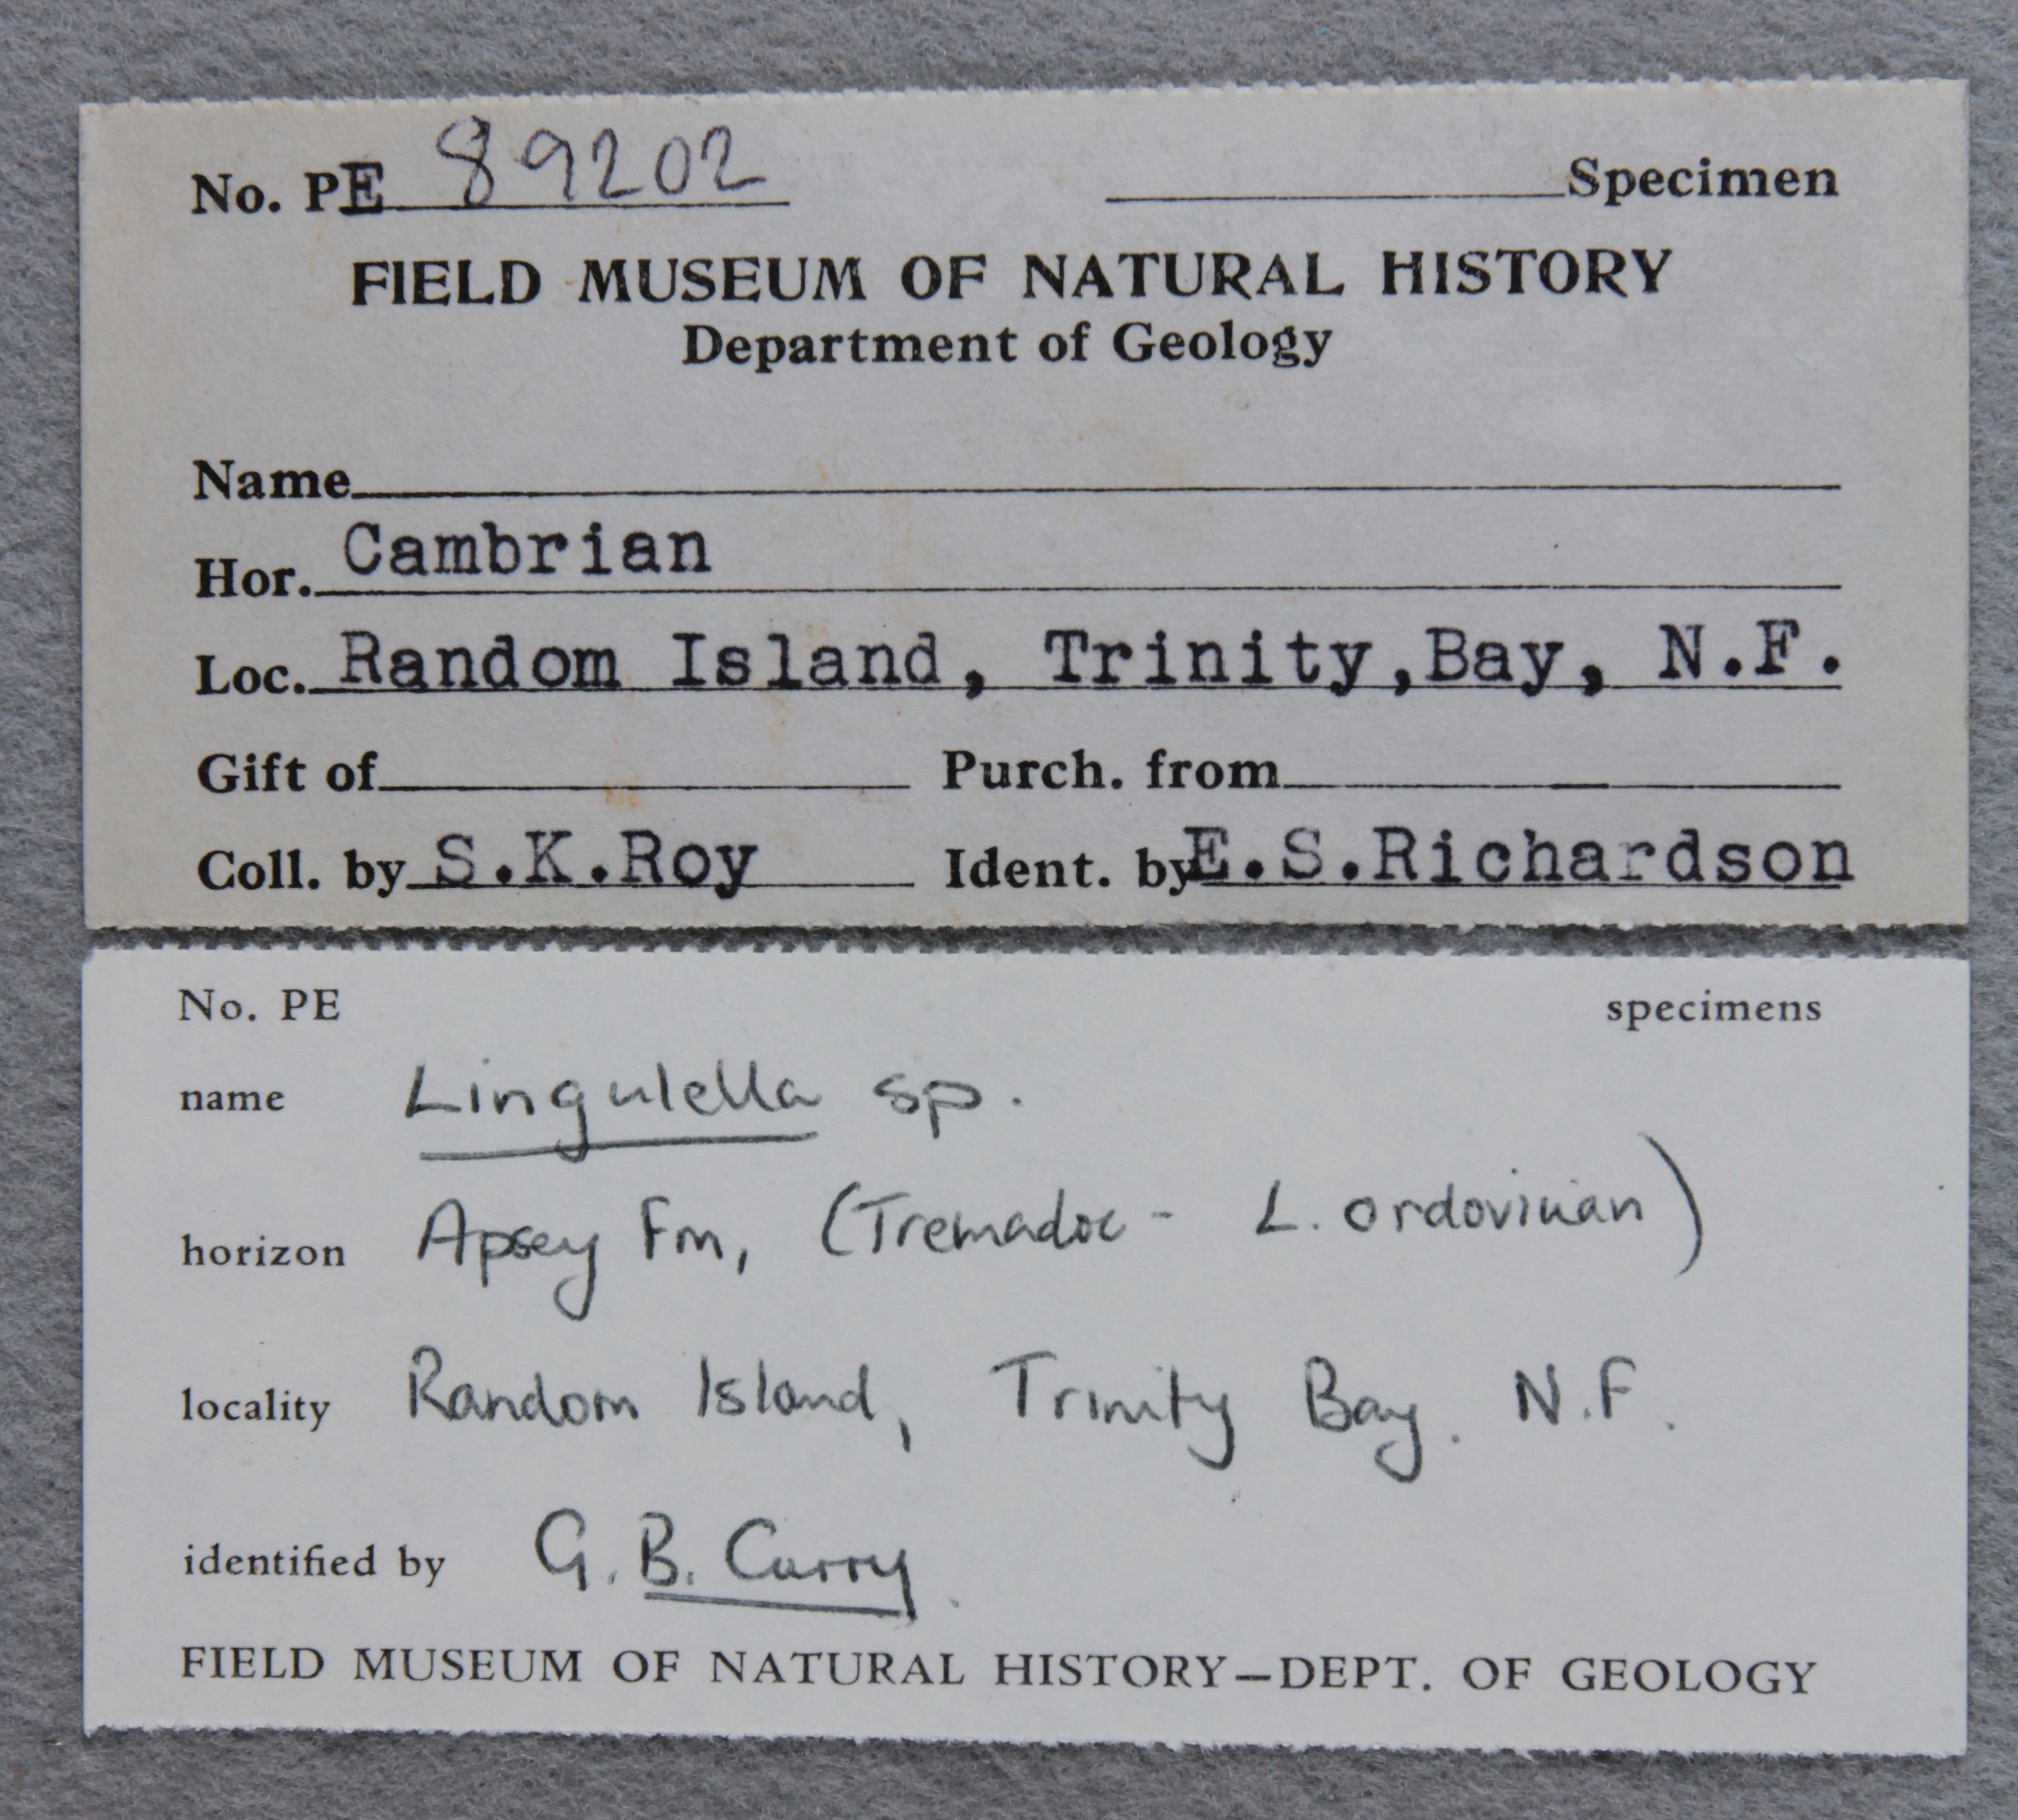 No. PE 89202 Specimen
FIELD MUSEUM OF NATURAL HISTORY
Department of Geology
Name
Hor. Cambrian
Loc. Random Island, Trinity,Bay, N.F.
Gift of Purch. from
Coll. by S.K.Roy Ident. by E.S.Richardson
No. PE specimens
name Lingulella sp.
horizon Apsey Fm, (Tremadoc - L. ordovician)
locality Random Island, Trinity Bay. N.F.
identified by G. B. Curry.
FIELD MUSEUM OF NATURAL HISTORY—DEPT. OF GEOLOGY